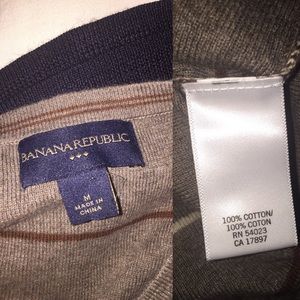 BANANA REPUBLIC
M
MADE IN
CHINA
100% COTTON/
100% COTON
RN 54023
CA 17897